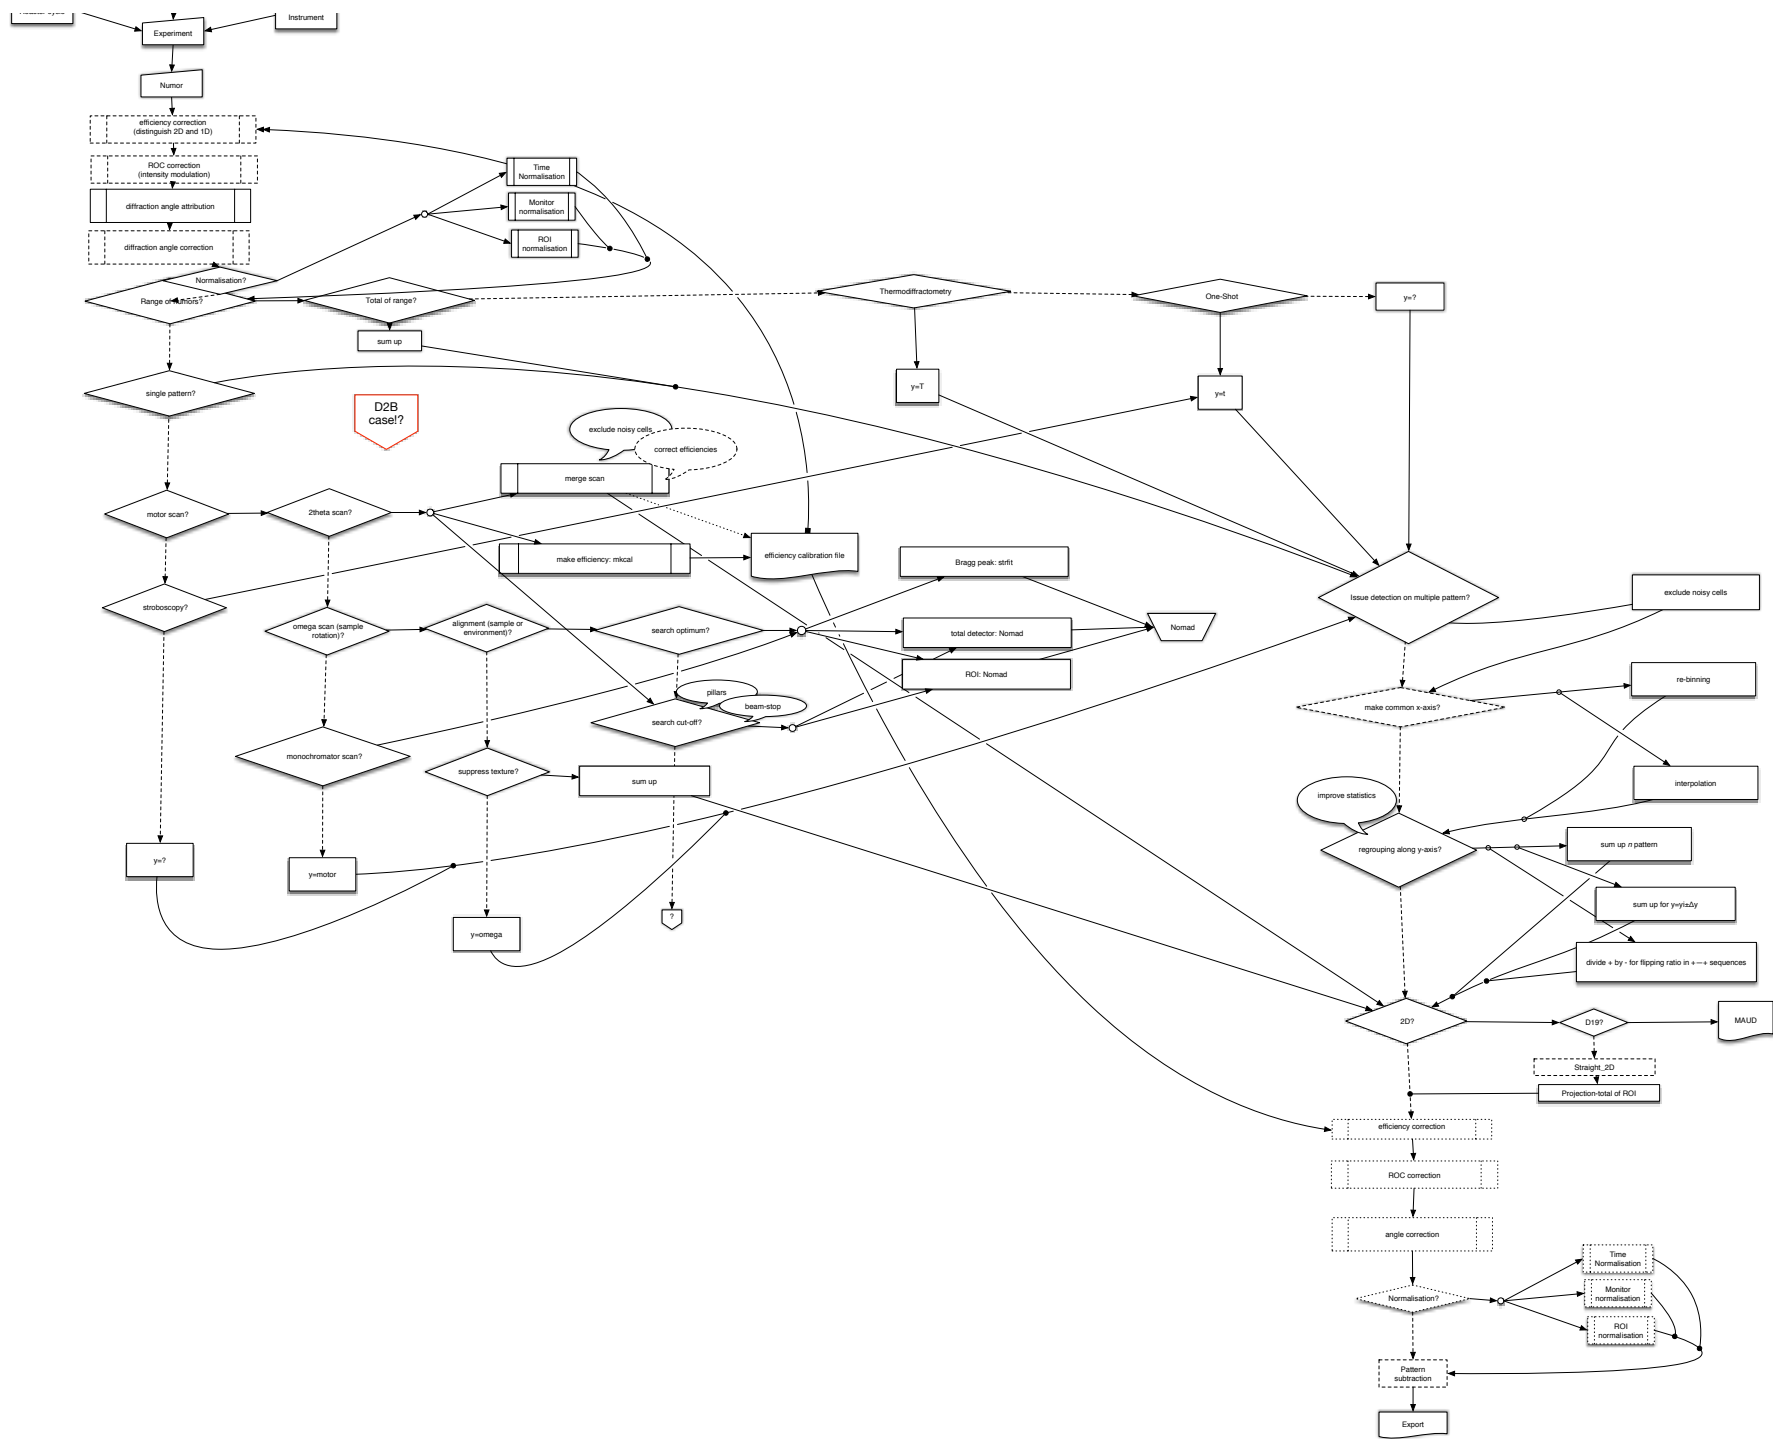 Instrument
Experiment
Numor
efficiency correction
(distinguish 2D and 1D)
ROC correction
(intensity modulation)
diffraction angle attribution
diffraction angle correction
Time
Normalisation
Monitor
normalisation
ROI
normalisation
Normalisation?
Range of numors?
Total of range?
sum up
Thermodiffractometry
One-Shot
y=?
y=T
y=t
single pattern?
D2B
case!?
exclude noisy cells
correct efficiencies
merge scan
motor scan?
2theta scan?
make efficiency: mkcal
efficiency calibration file
Bragg peak: strfit
stroboscopy?
omega scan (sample
rotation)?
alignment (sample or
environment)?
search optimum?
total detector: Nomad
Nomad
ROI: Nomad
Issue detection on multiple pattern?
exclude noisy cells
pillars
beam-stop
search cut-off?
make common x-axis?
re-binning
monochromator scan?
suppress texture?
sum up
interpolation
improve statistics
regrouping along y-axis?
sum up n pattern
y=?
y=motor
y=omega
?
sum up for y=yi±Δy
divide + by - for flipping ratio in +-–+ sequences
2D?
D19?
MAUD
Straight_2D
Projection-total of ROI
efficiency correction
ROC correction
angle correction
Normalisation?
Time
Normalisation
Monitor
normalisation
ROI
normalisation
Pattern
subtraction
Export